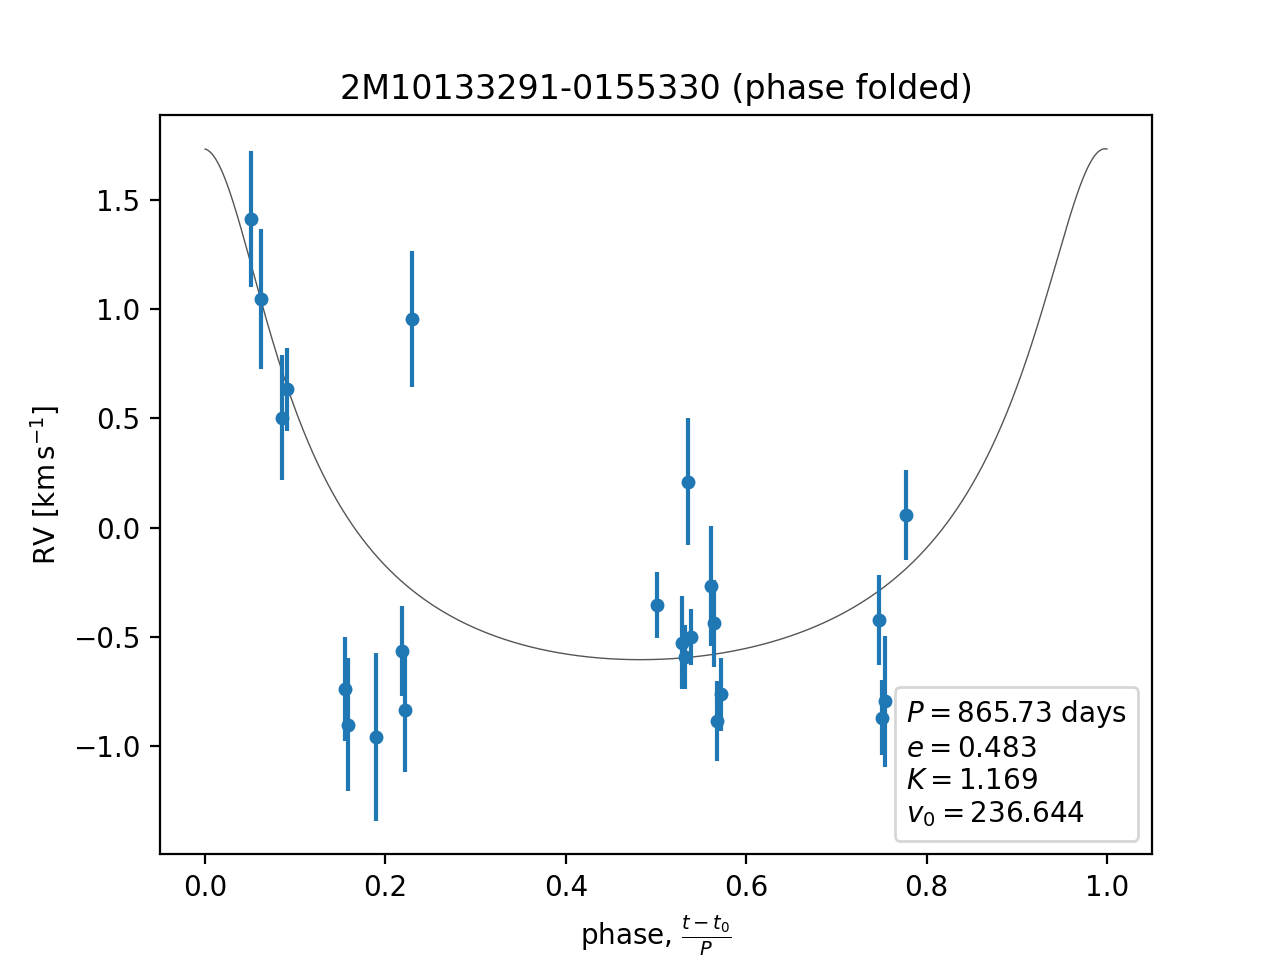 2M10133291-0155330 (phase folded)
RV [km s⁻¹]
1.5
1.0
0.5
0.0
−0.5
−1.0
P = 865.73 days
e = 0.483
K = 1.169
v₀ = 236.644
0.0 0.2 0.4 0.6 0.8 1.0
phase, (t − t₀)/P